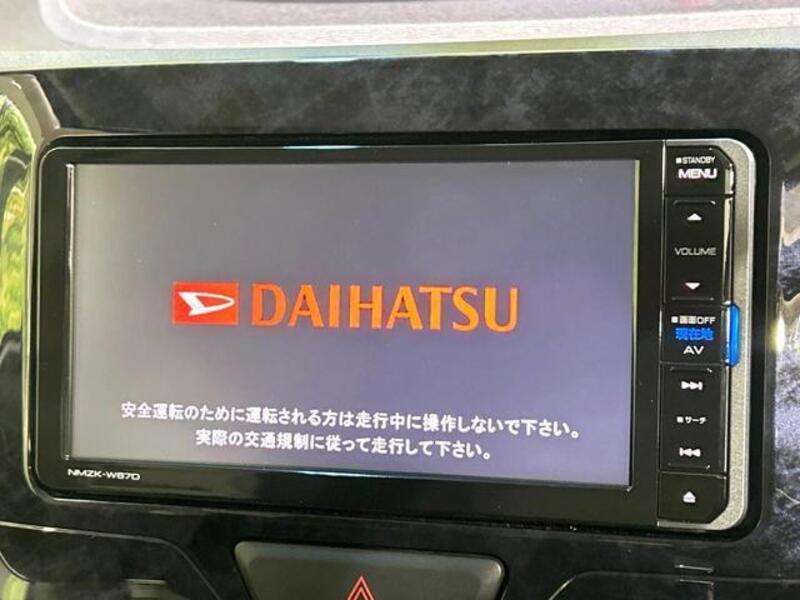 STANDBY
MENU
VOLUME
画面OFF
現在地
AV
サーチ
DAIHATSU
安全運転のために運転される方は走行中に操作しないで下さい。
実際の交通規制に従って走行して下さい。
NMZK-W67D